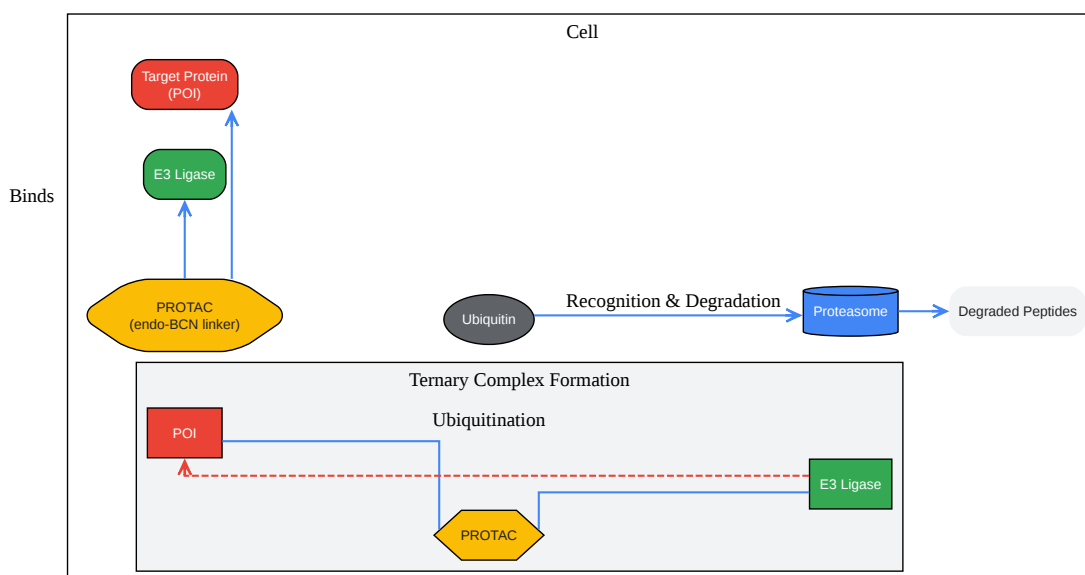 Cell
Target Protein
(POI)
E3 Ligase
Binds
PROTAC
(endo-BCN linker)
Ubiquitin
Recognition & Degradation
Proteasome
Degraded Peptides
Ternary Complex Formation
Ubiquitination
POI
E3 Ligase
PROTAC